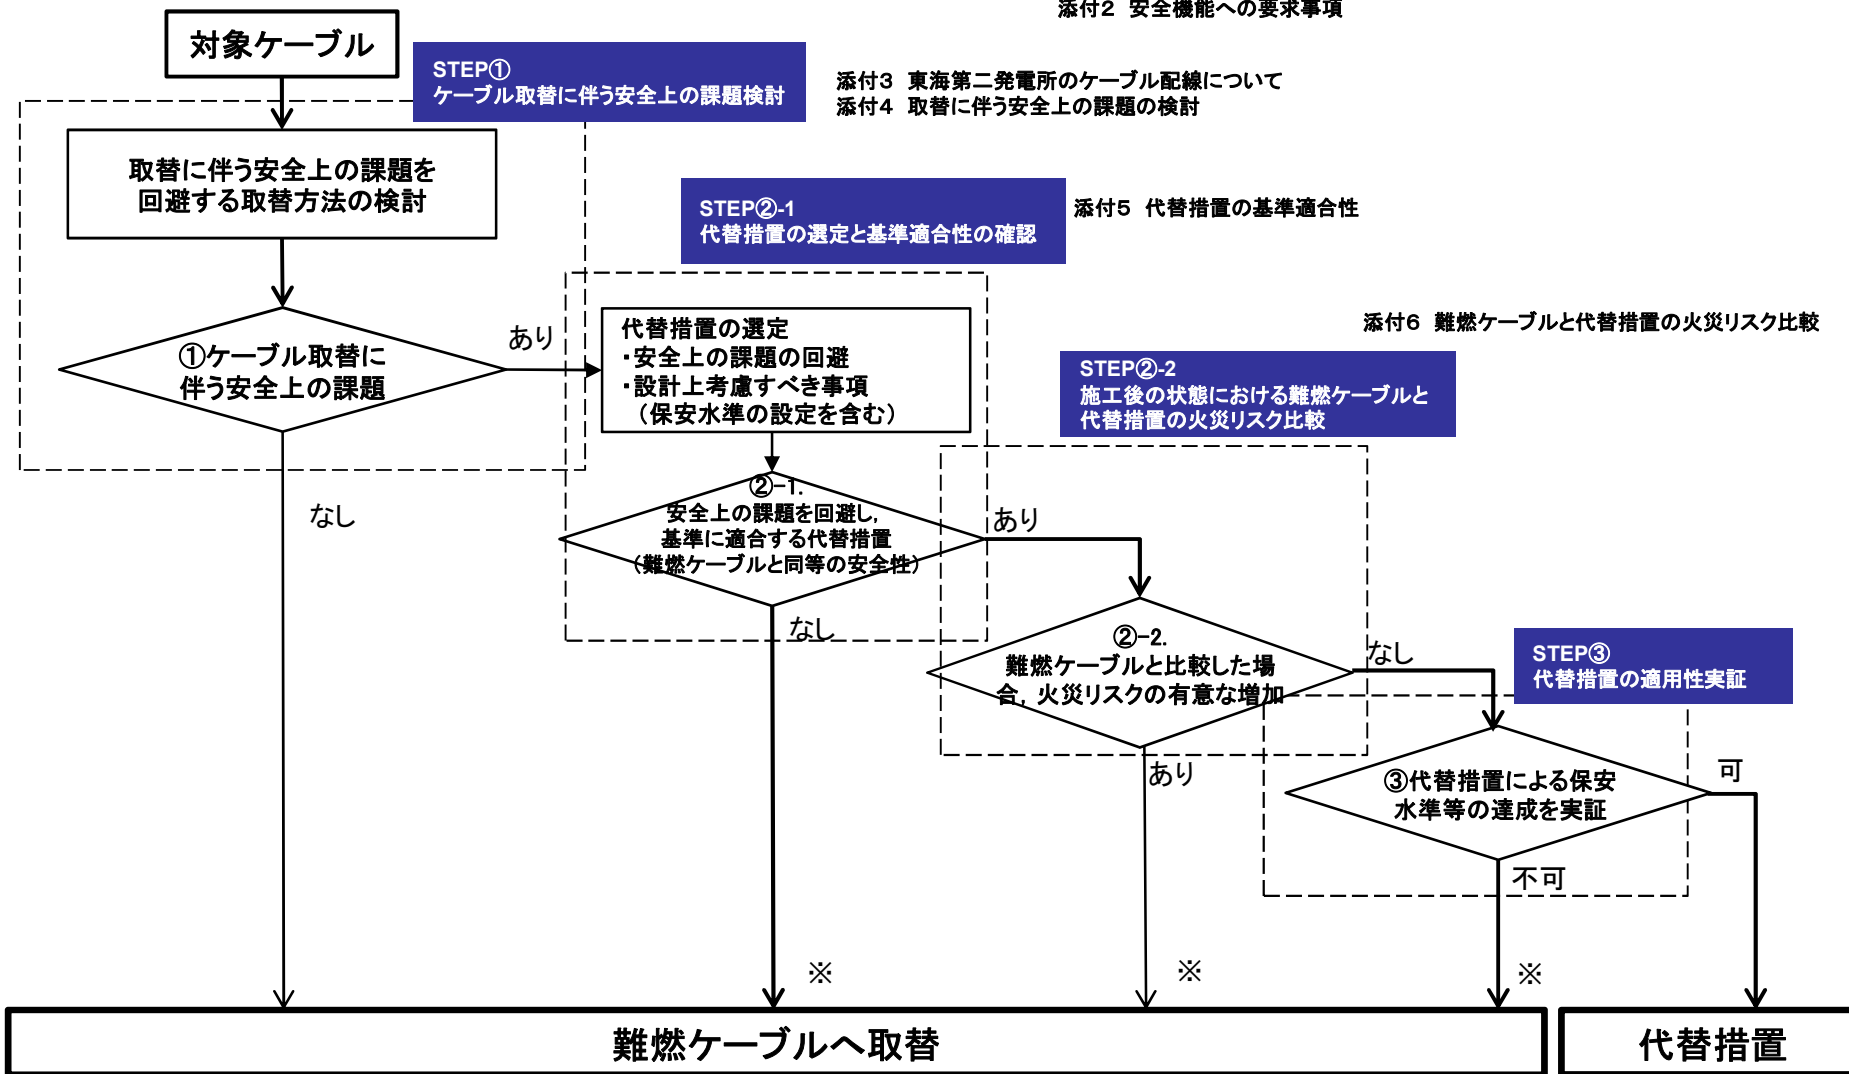 添付2 安全機能への要求事項
対象ケーブル
STEP①
ケーブル取替に伴う安全上の課題検討
添付3 東海第二発電所のケーブル配線について
添付4 取替に伴う安全上の課題の検討
取替に伴う安全上の課題を
回避する取替方法の検討
STEP②-1
代替措置の選定と基準適合性の確認
添付5 代替措置の基準適合性
①ケーブル取替に
伴う安全上の課題
あり
なし
代替措置の選定
・安全上の課題の回避
・設計上考慮すべき事項
（保安水準の設定を含む）
添付6 難燃ケーブルと代替措置の火災リスク比較
STEP②-2
施工後の状態における難燃ケーブルと
代替措置の火災リスク比較
②-1.
安全上の課題を回避し,
基準に適合する代替措置
（難燃ケーブルと同等の安全性）
あり
なし
②-2.
難燃ケーブルと比較した場
合, 火災リスクの有意な増加
なし
あり
STEP③
代替措置の適用性実証
③代替措置による保安
水準等の達成を実証
可
不可
※
※
※
難燃ケーブルへ取替
代替措置